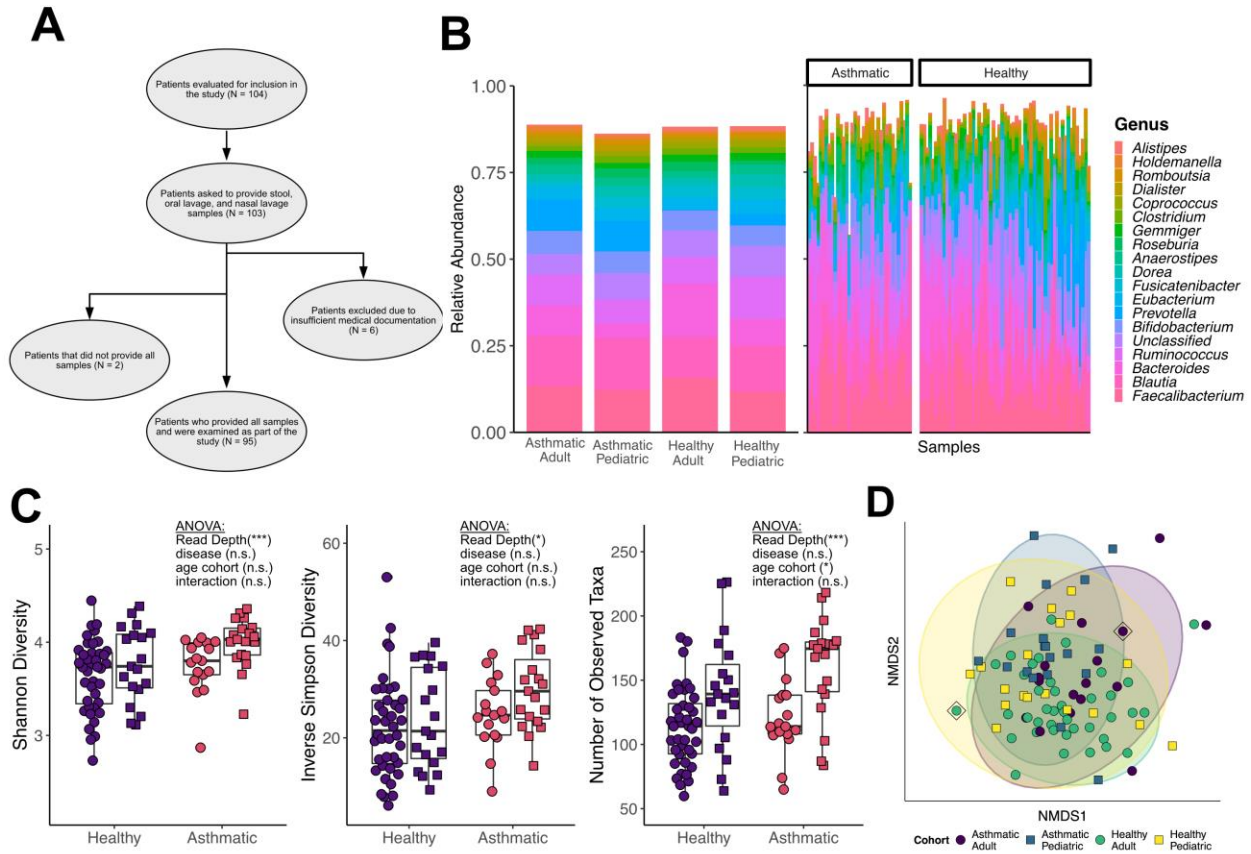 A
Patients evaluated for inclusion in
the study (N = 104)
Patients asked to provide stool,
oral lavage, and nasal lavage
samples (N = 103)
Patients excluded due to
insufficient medical documentation
(N = 6)
Patients that did not provide all
samples (N = 2)
Patients who provided all samples
and were examined as part of the
study (N = 95)
B
Relative Abundance
1.00
0.75
0.50
0.25
0.00
Asthmatic
Adult
Asthmatic
Pediatric
Healthy
Adult
Healthy
Pediatric
Asthmatic
Healthy
Samples
Genus
Alistipes
Holdemanella
Romboutsia
Dialister
Coprococcus
Clostridium
Gemmiger
Roseburia
Anaerostipes
Dorea
Fusicatenibacter
Eubacterium
Prevotella
Bifidobacterium
Unclassified
Ruminococcus
Bacteroides
Blautia
Faecalibacterium
C
Shannon Diversity
5
4
3
ANOVA:
Read Depth(***)
disease (n.s.)
age cohort (n.s.)
interaction (n.s.)
Healthy
Asthmatic
Inverse Simpson Diversity
60
40
20
ANOVA:
Read Depth(*)
disease (n.s.)
age cohort (n.s.)
interaction (n.s.)
Healthy
Asthmatic
Number of Observed Taxa
250
200
150
100
50
ANOVA:
Read Depth(***)
disease (n.s.)
age cohort (*)
interaction (n.s.)
Healthy
Asthmatic
D
NMDS2
NMDS1
Cohort
Asthmatic
Adult
Asthmatic
Pediatric
Healthy
Adult
Healthy
Pediatric